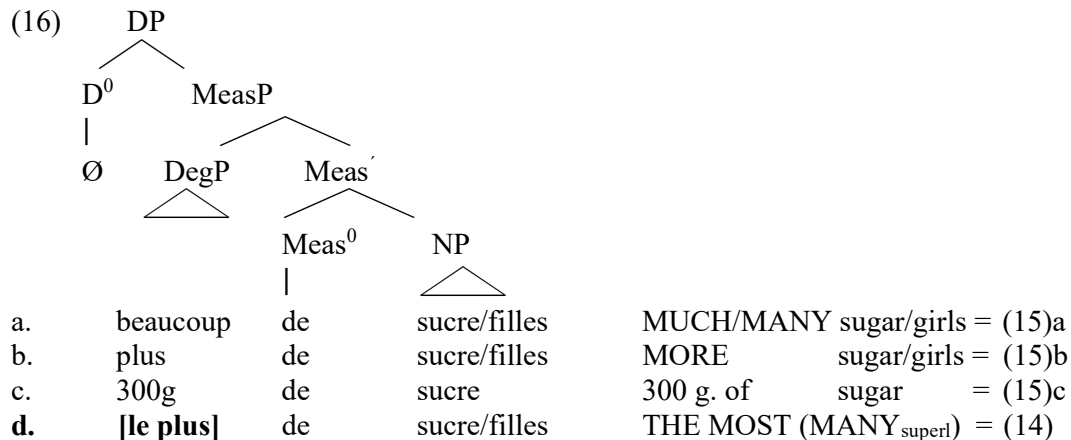 (16) DP
D⁰ MeasP
Ø DegP Meas´
Meas⁰ NP
a. beaucoup de sucre/filles MUCH/MANY sugar/girls = (15)a
b. plus de sucre/filles MORE sugar/girls = (15)b
c. 300g de sucre 300 g. of sugar = (15)c
d. [le plus] de sucre/filles THE MOST (MANYsuperl) = (14)